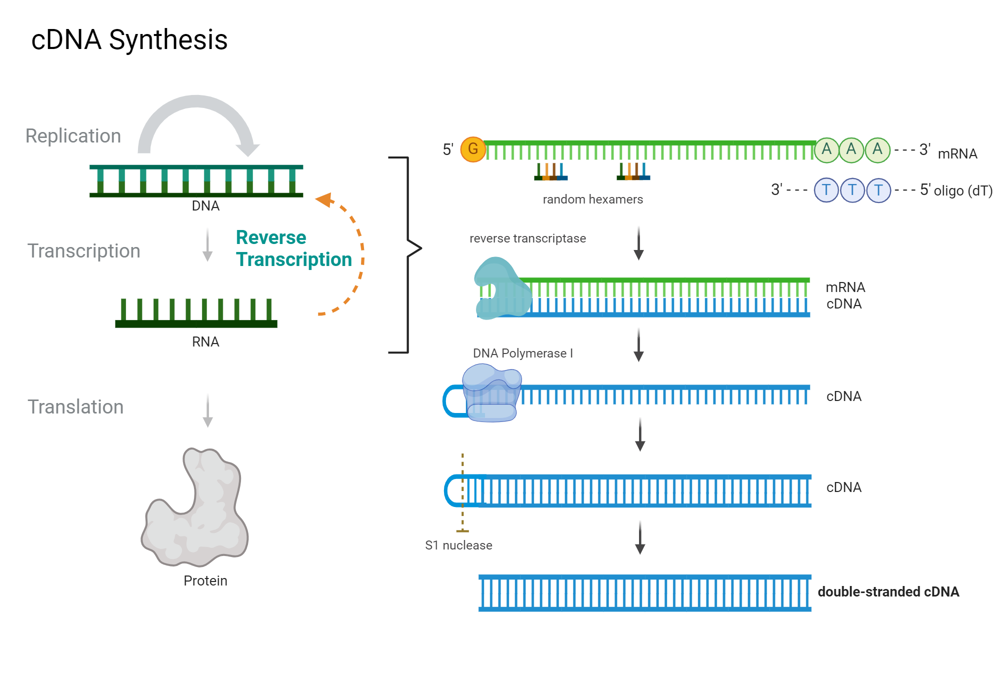 cDNA Synthesis
Replication
DNA
Transcription
Reverse
Transcription
RNA
Translation
Protein
5' G A A A - - - 3' mRNA
3' - - - T T T - - - 5' oligo (dT)
random hexamers
reverse transcriptase
mRNA
cDNA
DNA Polymerase I
cDNA
cDNA
S1 nuclease
double-stranded cDNA